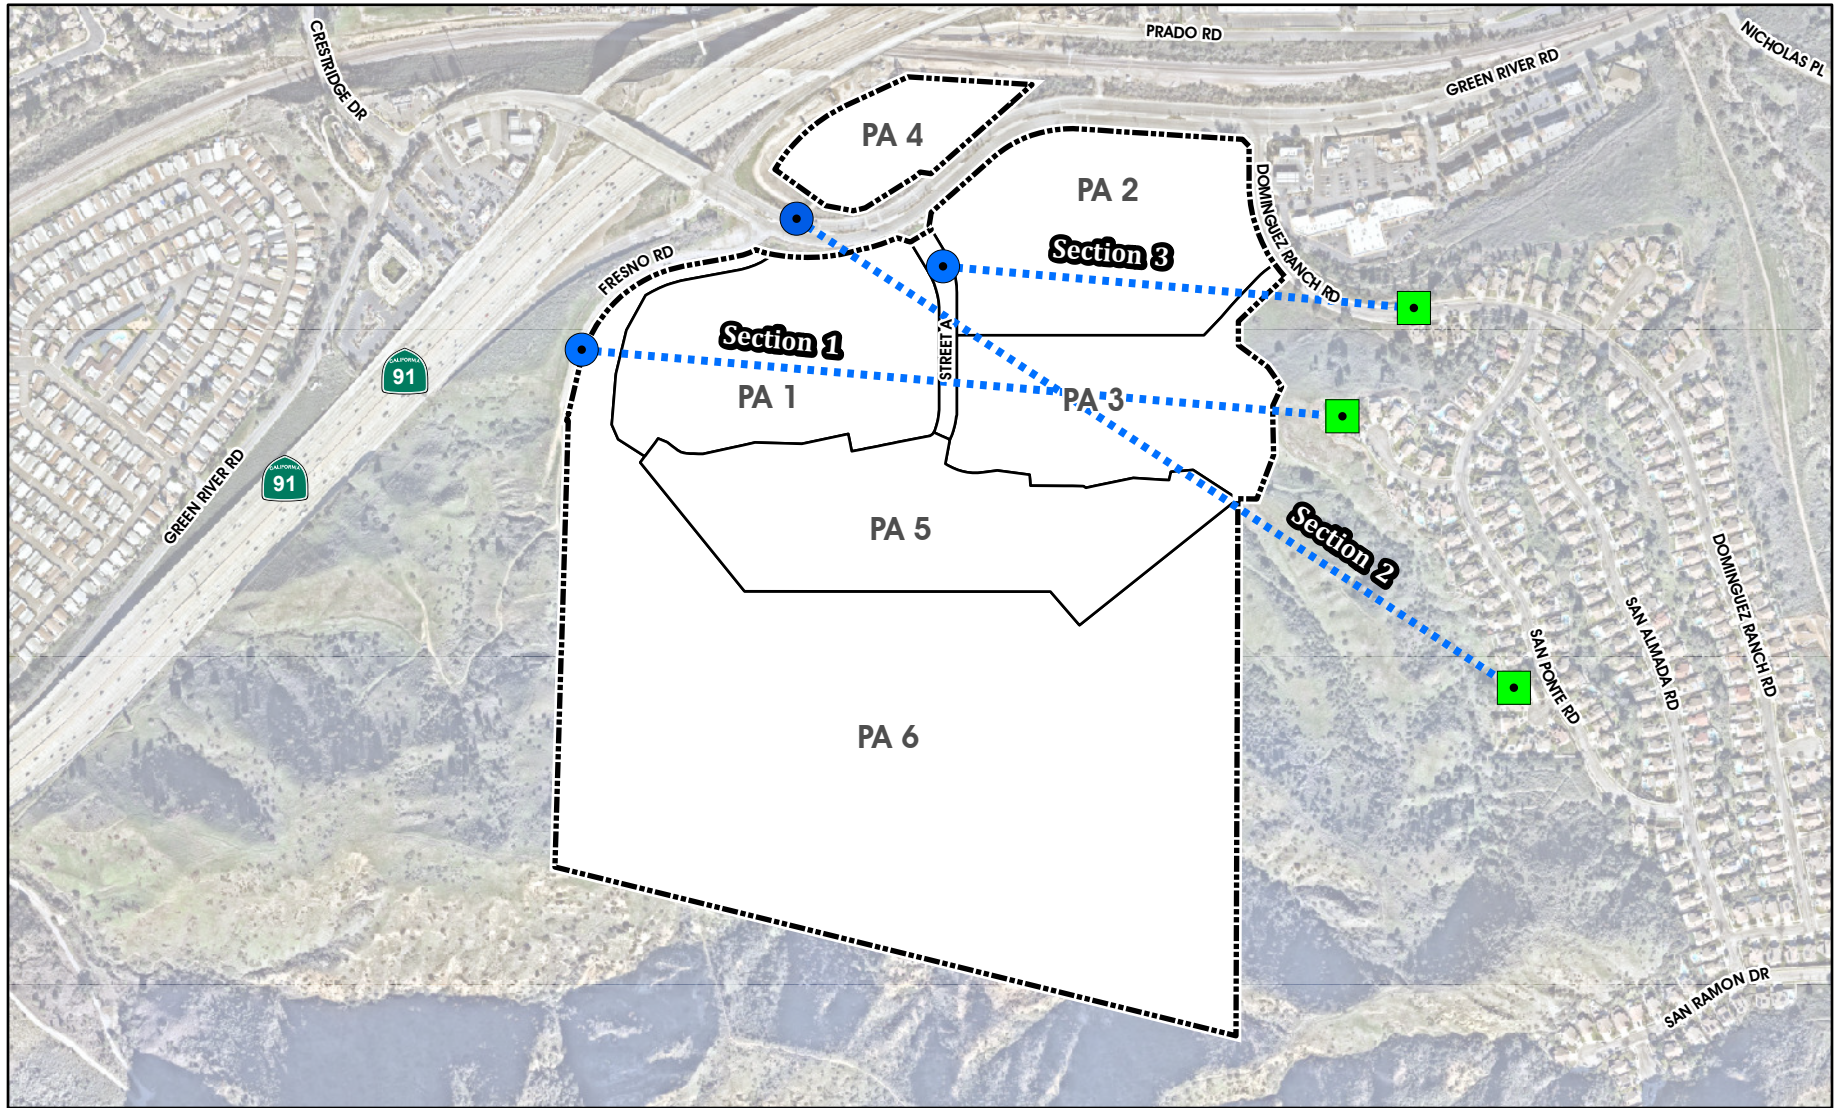 PRADO RD
NICHOLAS PL
CRESTRIDGE DR
GREEN RIVER RD
PA 4
PA 2
DOMINGUEZ RANCH RD
FRESNO RD
Section 3
Section 1
STREET A
CALIFORNIA
91
PA 1
PA 3
CALIFORNIA
91
GREEN RIVER RD
PA 5
Section 2
DOMINGUEZ RANCH RD
SAN ALMADA RD
SAN PONTE RD
PA 6
SAN RAMON DR